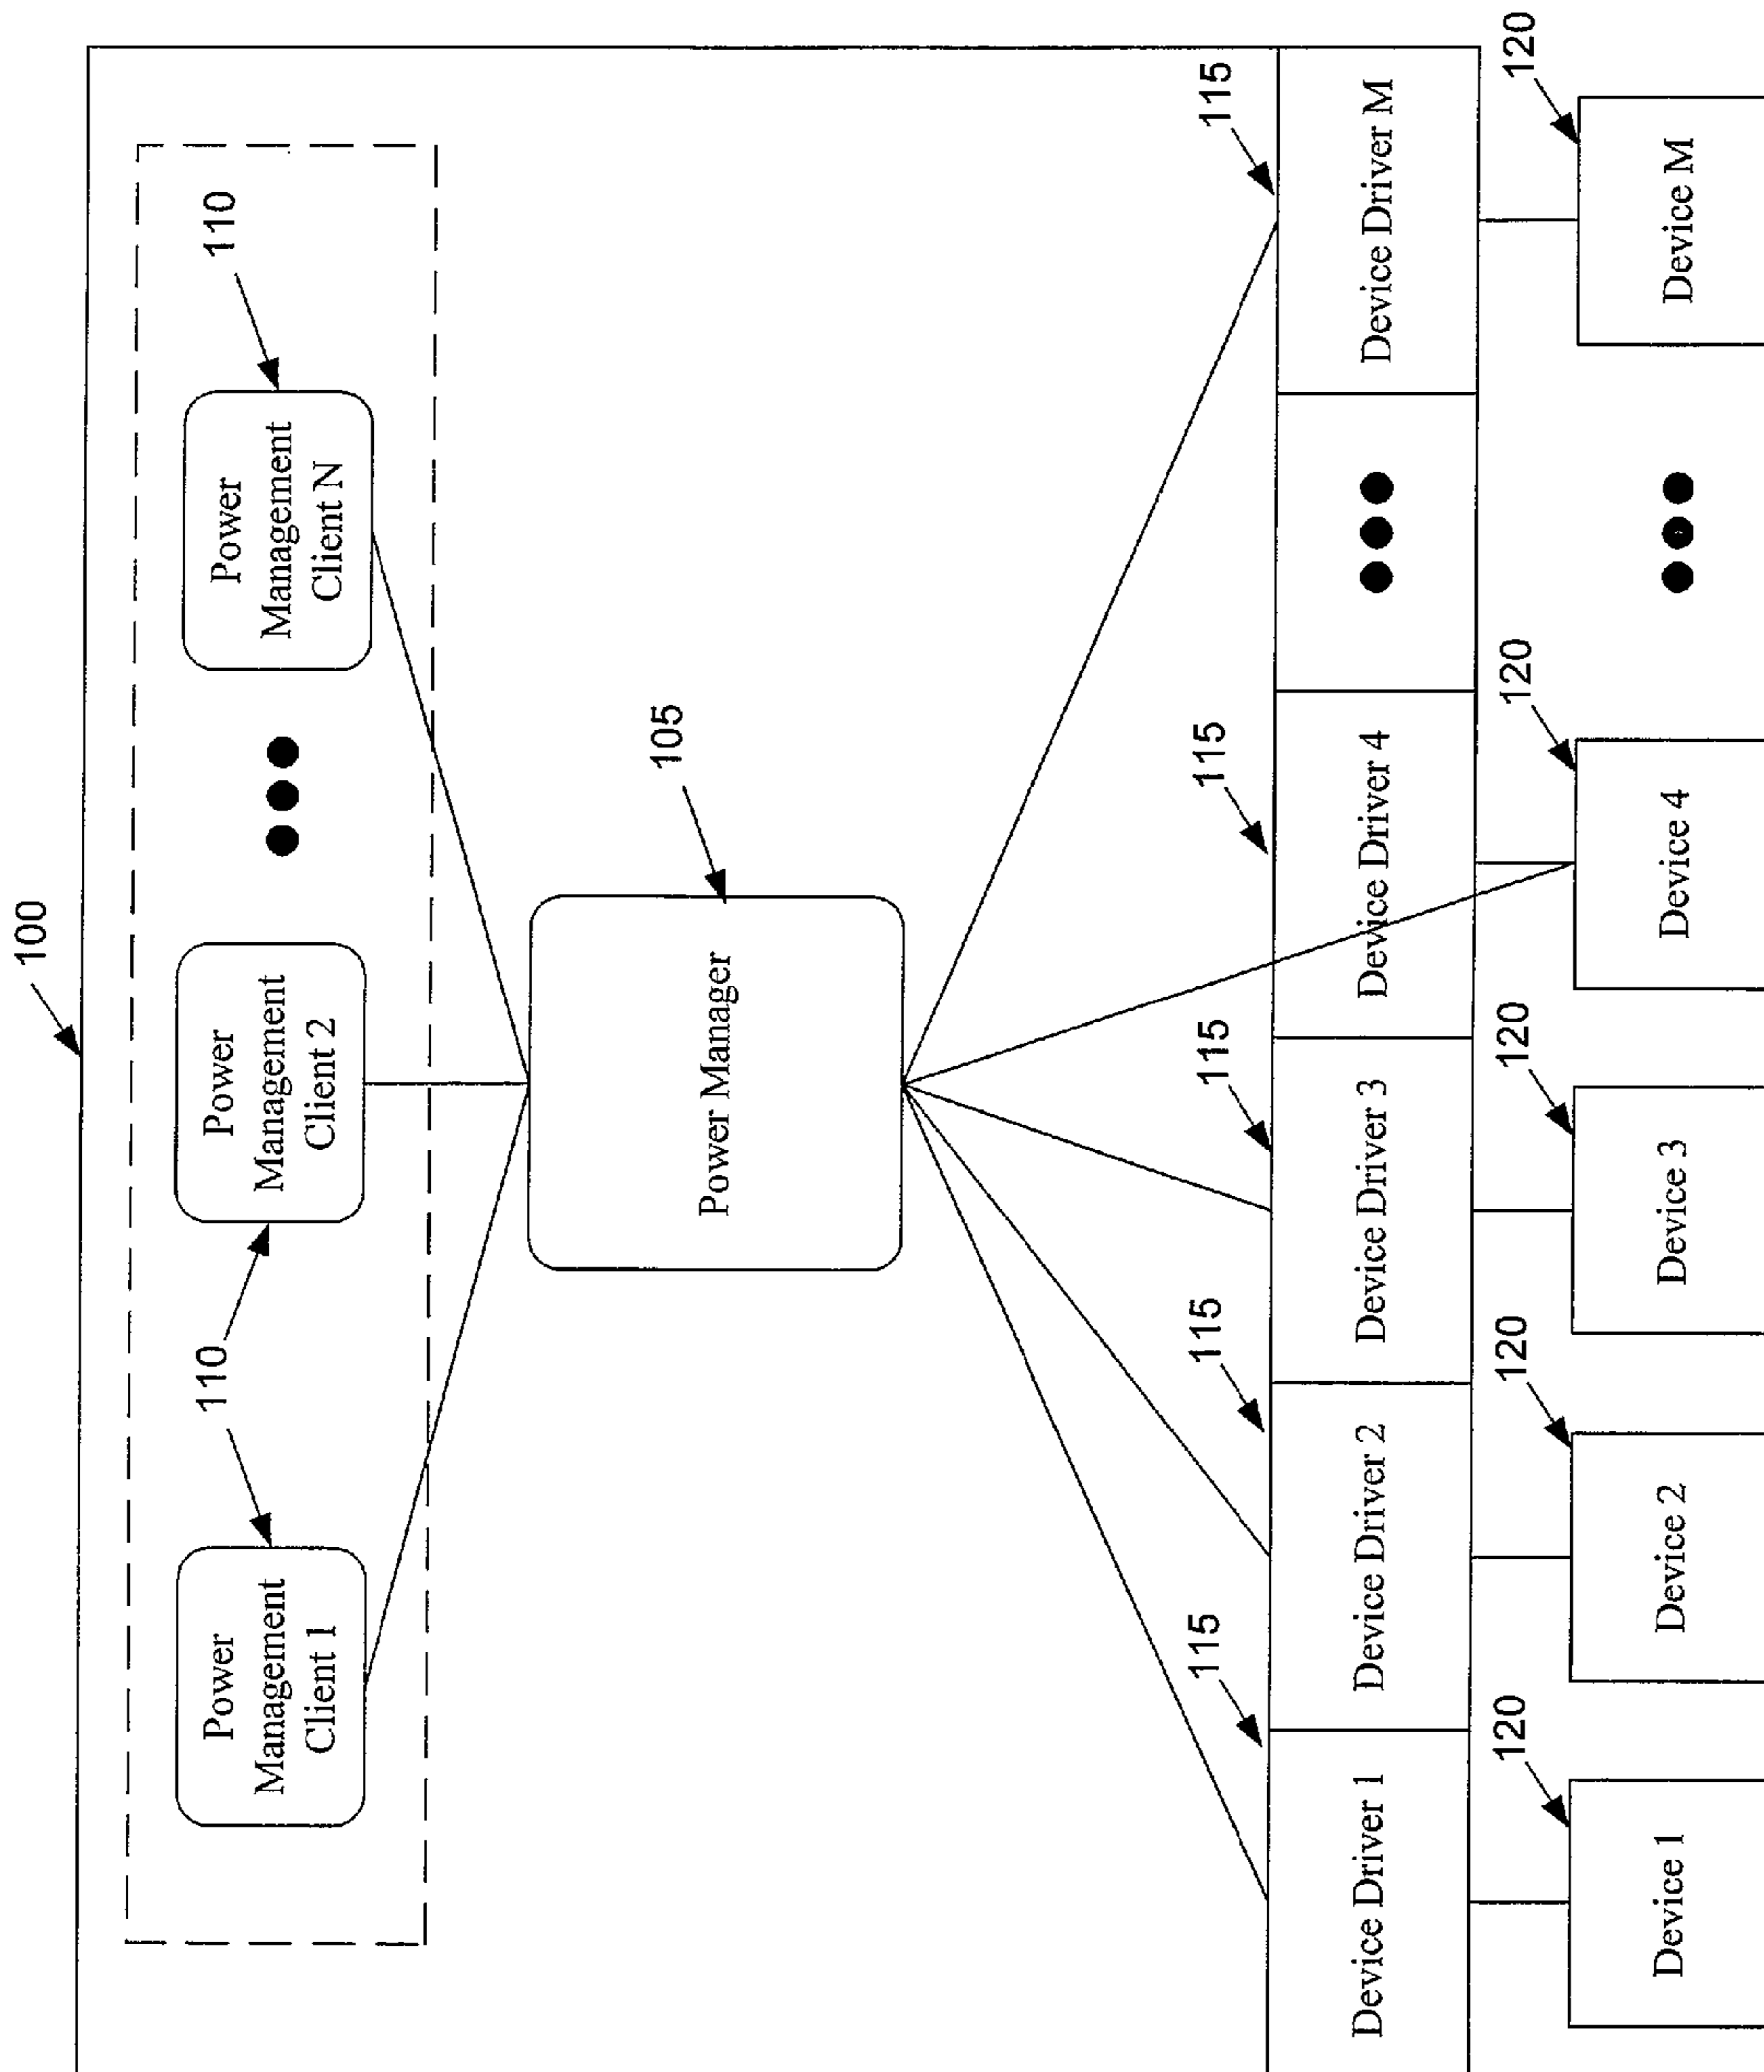 100
110
110
Power
Management
Client 1
Power
Management
Client 2
Power
Management
Client N
105
Power Manager
115
115
115
115
115
Device Driver 1
Device Driver 2
Device Driver 3
Device Driver 4
Device Driver M
120
120
120
120
120
Device 1
Device 2
Device 3
Device 4
Device M